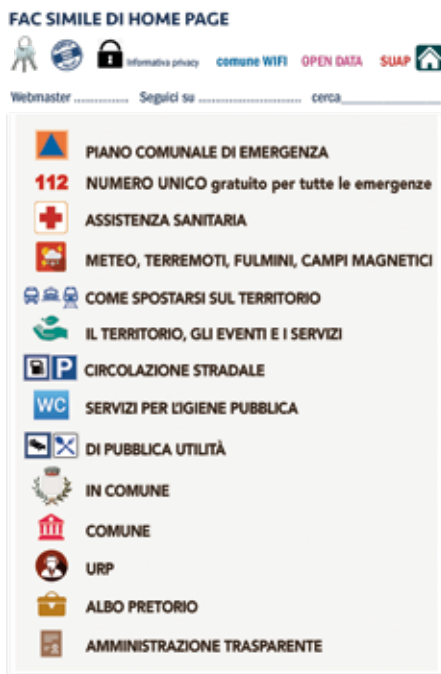 FAC SIMILE DI HOME PAGE
Informativa privacy comune WIFI OPEN DATA SUAP
Webmaster .............. Seguici su .......................... cerca_________________
PIANO COMUNALE DI EMERGENZA
112 NUMERO UNICO gratuito per tutte le emergenze
ASSISTENZA SANITARIA
METEO, TERREMOTI, FULMINI, CAMPI MAGNETICI
COME SPOSTARSI SUL TERRITORIO
IL TERRITORIO, GLI EVENTI E I SERVIZI
P CIRCOLAZIONE STRADALE
WC SERVIZI PER L'IGIENE PUBBLICA
DI PUBBLICA UTILITÀ
IN COMUNE
COMUNE
URP
ALBO PRETORIO
AMMINISTRAZIONE TRASPARENTE